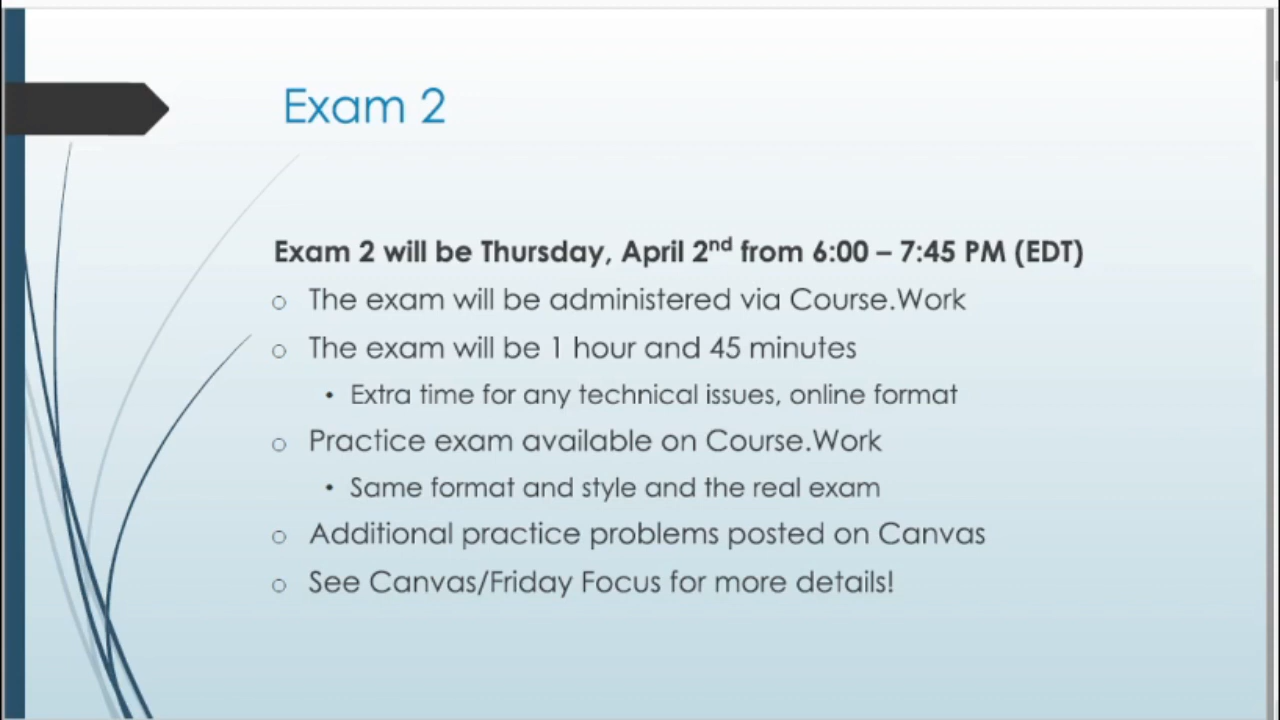 Exam 2
Exam 2 will be Thursday, April 2nd from 6:00 – 7:45 PM (EDT)
The exam will be administered via Course.Work
The exam will be 1 hour and 45 minutes
Extra time for any technical issues, online format
Practice exam available on Course.Work
Same format and style and the real exam
Additional practice problems posted on Canvas
See Canvas/Friday Focus for more details!